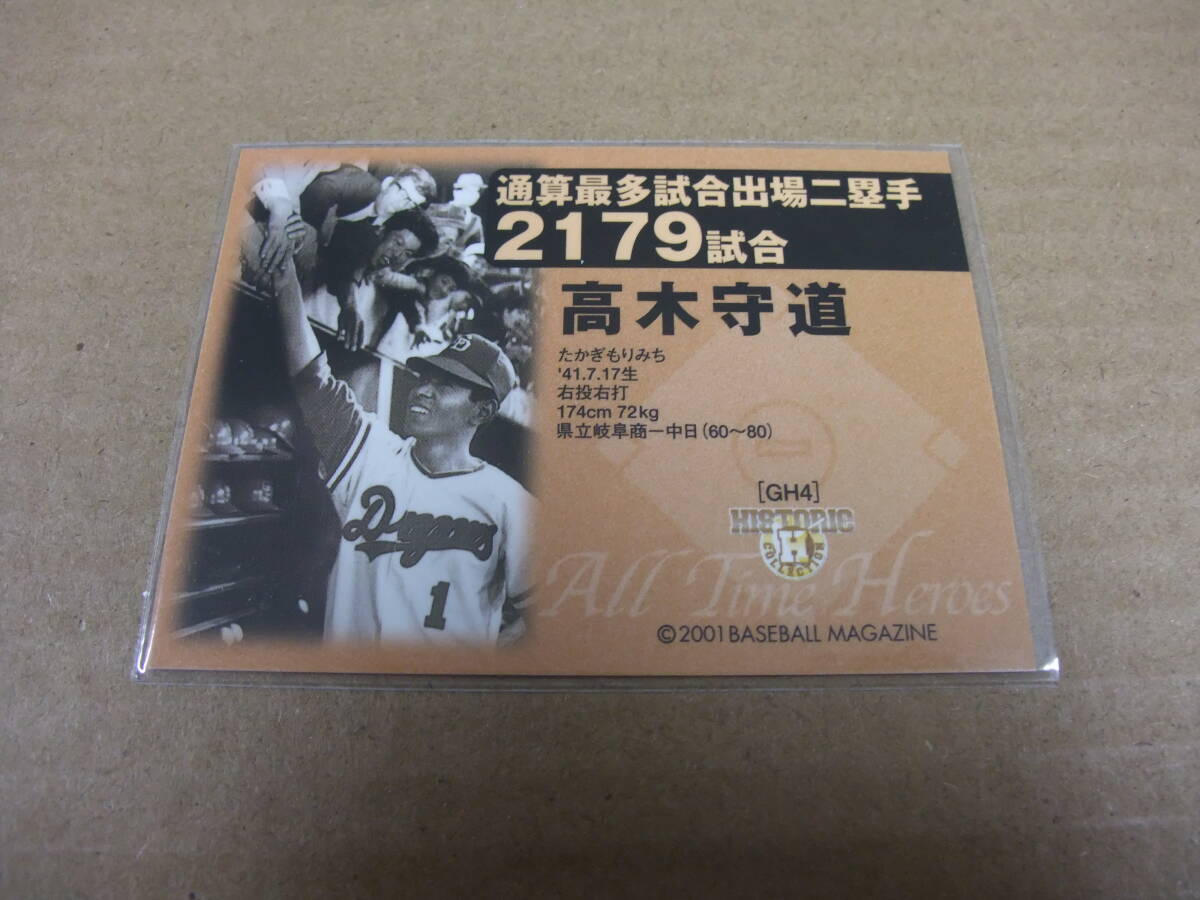 通算最多試合出場二塁手
2179試合
高木守道
たかぎもりみち
'41.7.17生
右投右打
174cm 72kg
県立岐阜商ー中日(60〜80)
[GH4]
HISTORIC
H
COLLECTION
All Time Heroes
©2001 BASEBALL MAGAZINE
D
Dragons
1